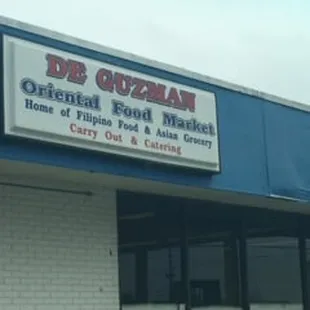 DE GUZMAN
Oriental Food Market
Home of Filipino Food & Asian Grocery
Carry Out & Catering